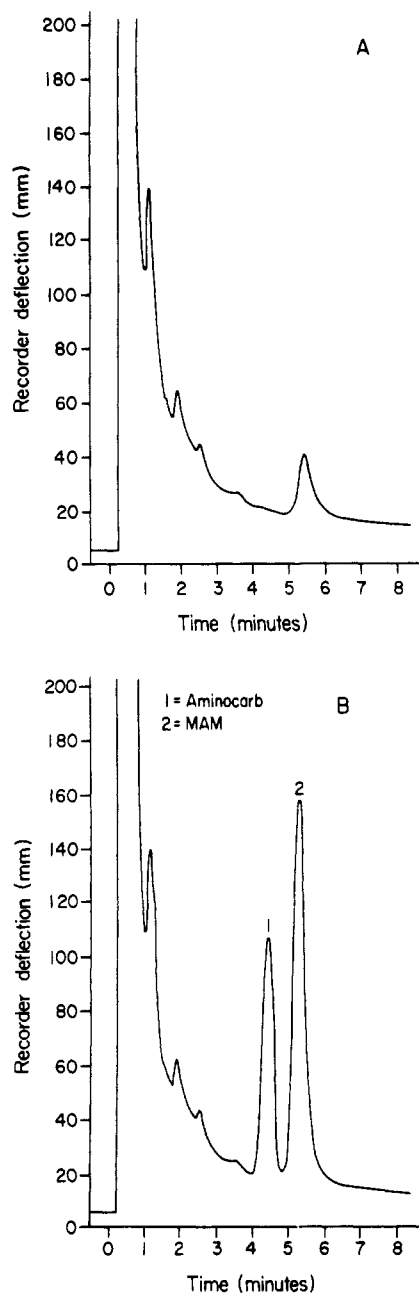 A
200
180
160
140
120
100
80
60
40
20
0
Recorder deflection (mm)
0 1 2 3 4 5 6 7 8
Time (minutes)
B
1 = Aminocarb
2 = MAM
200
180
160
140
120
100
80
60
40
20
0
Recorder deflection (mm)
1
2
0 1 2 3 4 5 6 7 8
Time (minutes)